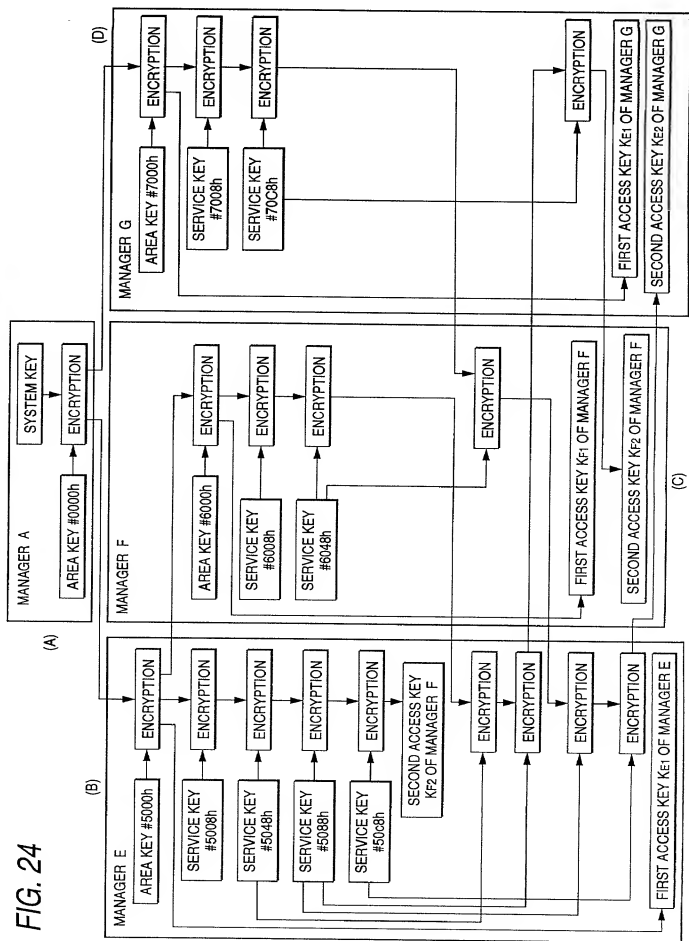 FIG. 24
(A)
MANAGER A
SYSTEM KEY
AREA KEY #0000h
ENCRYPTION
(B)
MANAGER E
AREA KEY #5000h
ENCRYPTION
SERVICE KEY
#5008h
ENCRYPTION
SERVICE KEY
#5048h
ENCRYPTION
SERVICE KEY
#5088h
ENCRYPTION
SERVICE KEY
#50c8h
ENCRYPTION
SECOND ACCESS KEY
KF2 OF MANAGER F
ENCRYPTION
ENCRYPTION
ENCRYPTION
ENCRYPTION
FIRST ACCESS KEY KE1 OF MANAGER E
MANAGER F
AREA KEY #6000h
ENCRYPTION
SERVICE KEY
#6008h
ENCRYPTION
SERVICE KEY
#6048h
ENCRYPTION
ENCRYPTION
FIRST ACCESS KEY KF1 OF MANAGER F
SECOND ACCESS KEY KF2 OF MANAGER F
(C)
(D)
MANAGER G
AREA KEY #7000h
ENCRYPTION
SERVICE KEY
#7008h
ENCRYPTION
SERVICE KEY
#70C8h
ENCRYPTION
ENCRYPTION
FIRST ACCESS KEY KE1 OF MANAGER G
SECOND ACCESS KEY KE2 OF MANAGER G